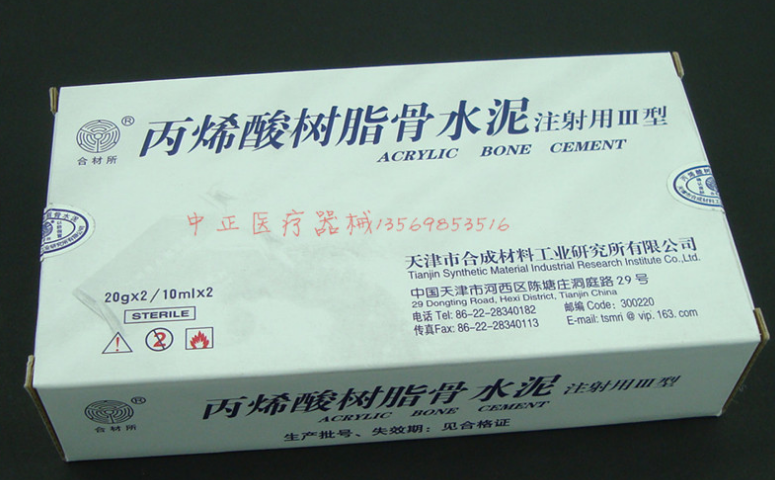 合材所
®
丙烯酸树脂骨水泥 注射用III型
ACRYLIC BONE CEMENT
中正医疗器械13569853516
天津市合成材料工业研究所有限公司
Tianjin Synthetic Material Industrial Research Institute Co.,Ltd.
中国天津市河西区陈塘庄洞庭路29号
29 Dongting Road, Hexi District, Tianjin China
电话 Tel: 86-22-28340182 邮编 Code: 300220
传真Fax: 86-22-28340113 E-mail: tsmri @ vip. 163. com
20gx2/10mlx2
STERILE
2
合材所
®
丙烯酸树脂骨水泥 注射用III型
ACRYLIC BONE CEMENT
生产批号、失效期：见合格证